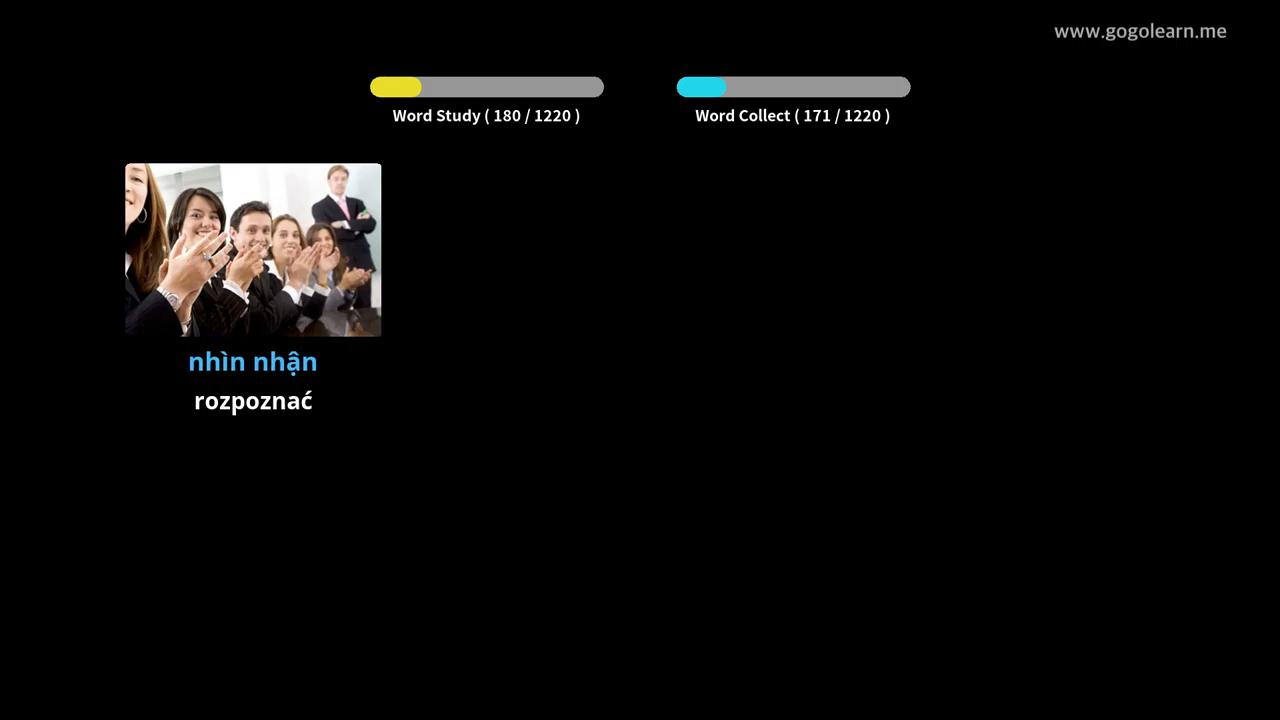 www.gogolearn.me
Word Study ( 180 / 1220 )
Word Collect ( 171 / 1220 )
nhìn nhận
rozpoznać